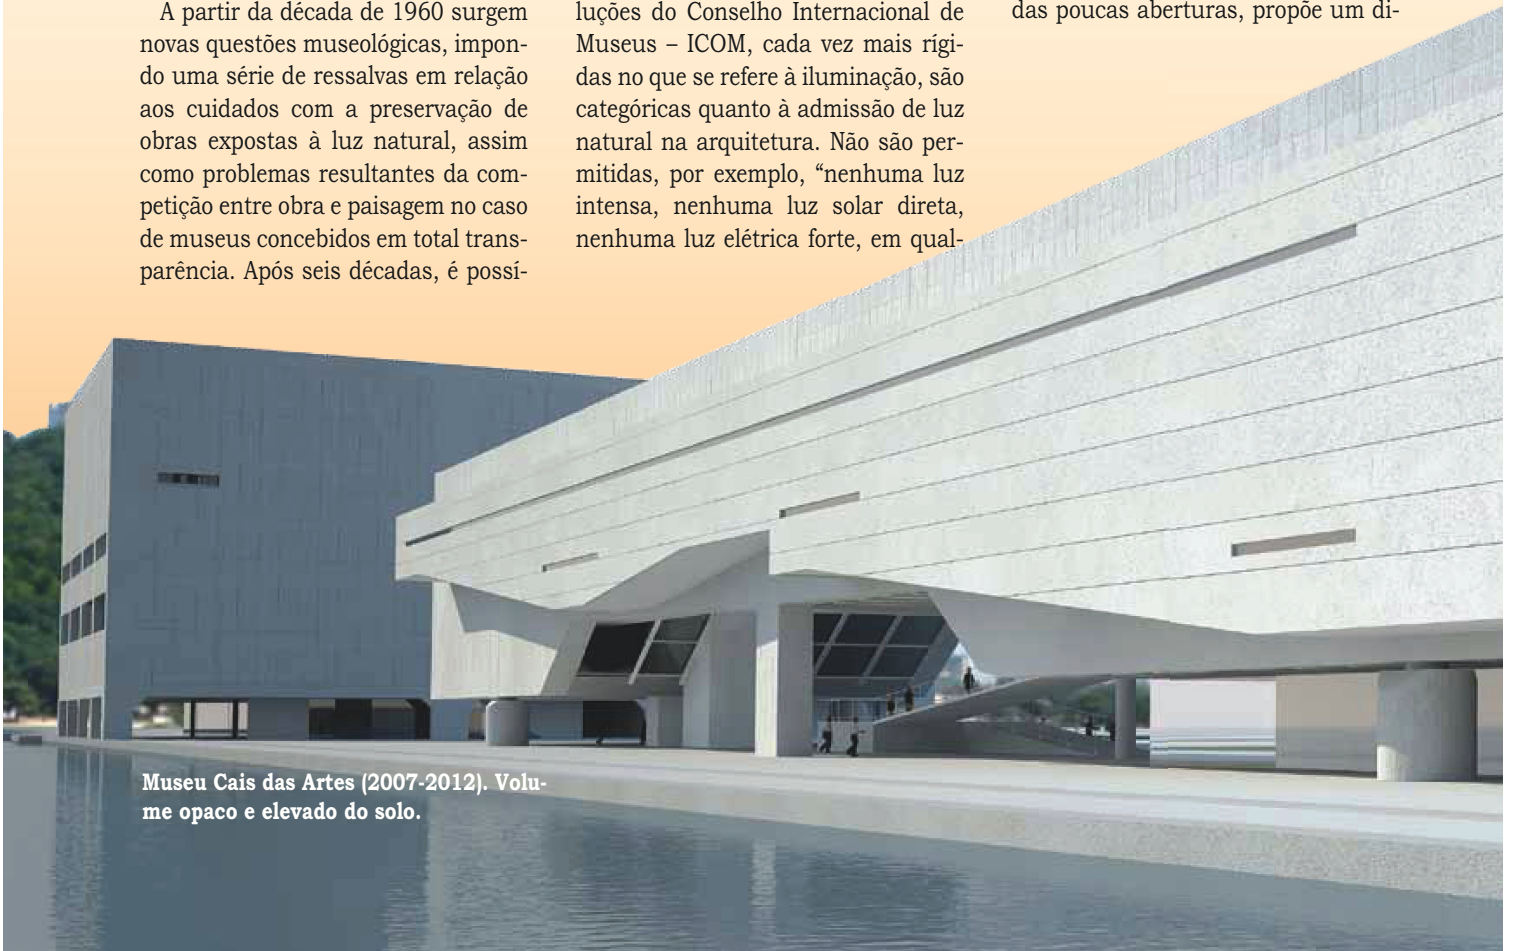 A partir da década de 1960 surgem
novas questões museológicas, impon-
do uma série de ressalvas em relação
aos cuidados com a preservação de
obras expostas à luz natural, assim
como problemas resultantes da com-
petição entre obra e paisagem no caso
de museus concebidos em total trans-
parência. Após seis décadas, é possí-
luções do Conselho Internacional de
Museus – ICOM, cada vez mais rígi-
das no que se refere à iluminação, são
categóricas quanto à admissão de luz
natural na arquitetura. Não são per-
mitidas, por exemplo, “nenhuma luz
intensa, nenhuma luz solar direta,
nenhuma luz elétrica forte, em qual-
das poucas aberturas, propõe um di-
Museu Cais das Artes (2007-2012). Volu-
me opaco e elevado do solo.